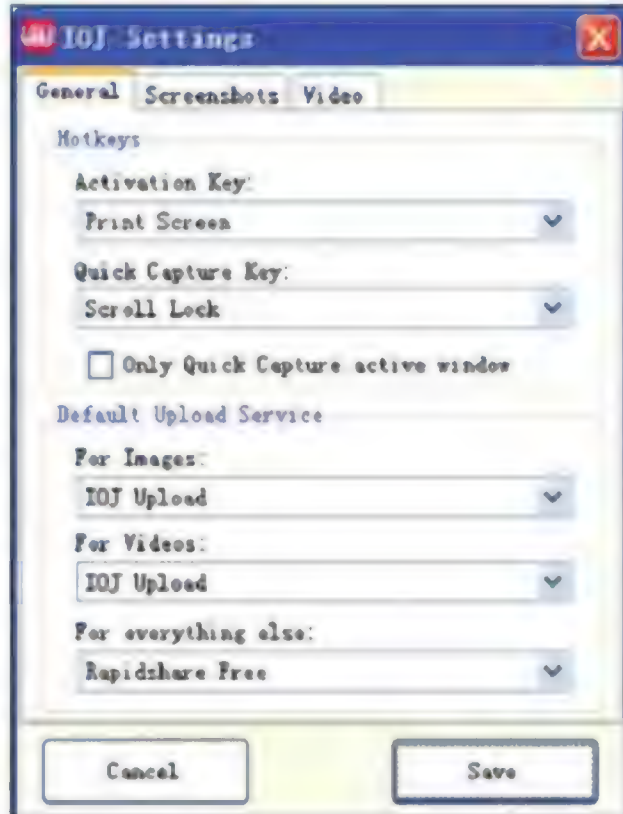 IOJ Settings
General Screenshots Video
Hotkeys
Activation Key:
Print Screen
Quick Capture Key:
Scroll Lock
Only Quick Capture active window
Default Upload Service
For Images:
IOJ Upload
For Videos:
IOJ Upload
For everything else:
Rapidshare Free
Cancel Save